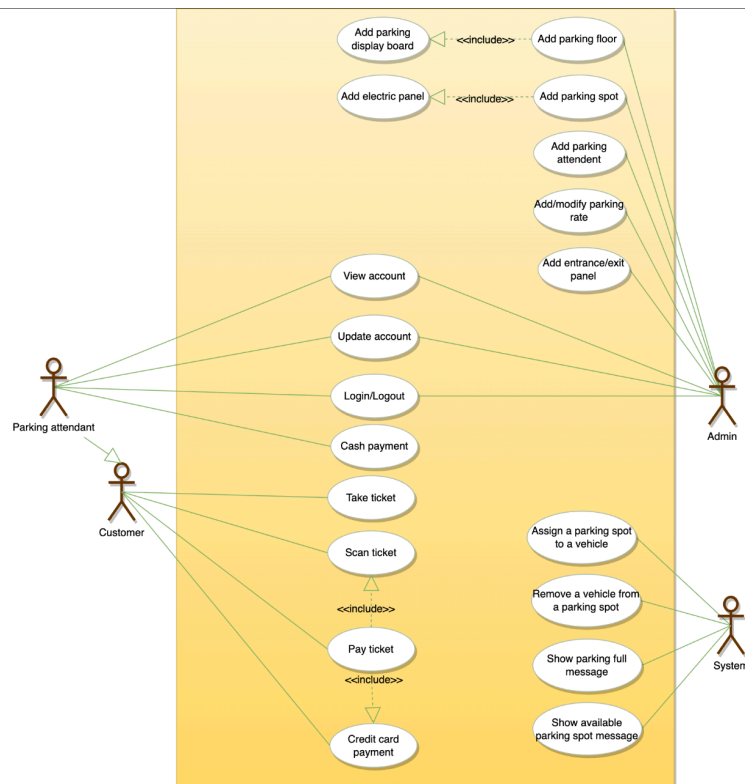 Add parking
display board
<<include>>
Add parking floor
Add electric panel
<<include>>
Add parking spot
Add parking
attendent
Add/modify parking
rate
Add entrance/exit
panel
View account
Update account
Login/Logout
Parking attendant
Admin
Cash payment
Take ticket
Customer
Scan ticket
Assign a parking spot
to a vehicle
<<include>>
Remove a vehicle from
a parking spot
Pay ticket
<<include>>
Show parking full
message
System
Show available
parking spot message
Credit card
payment